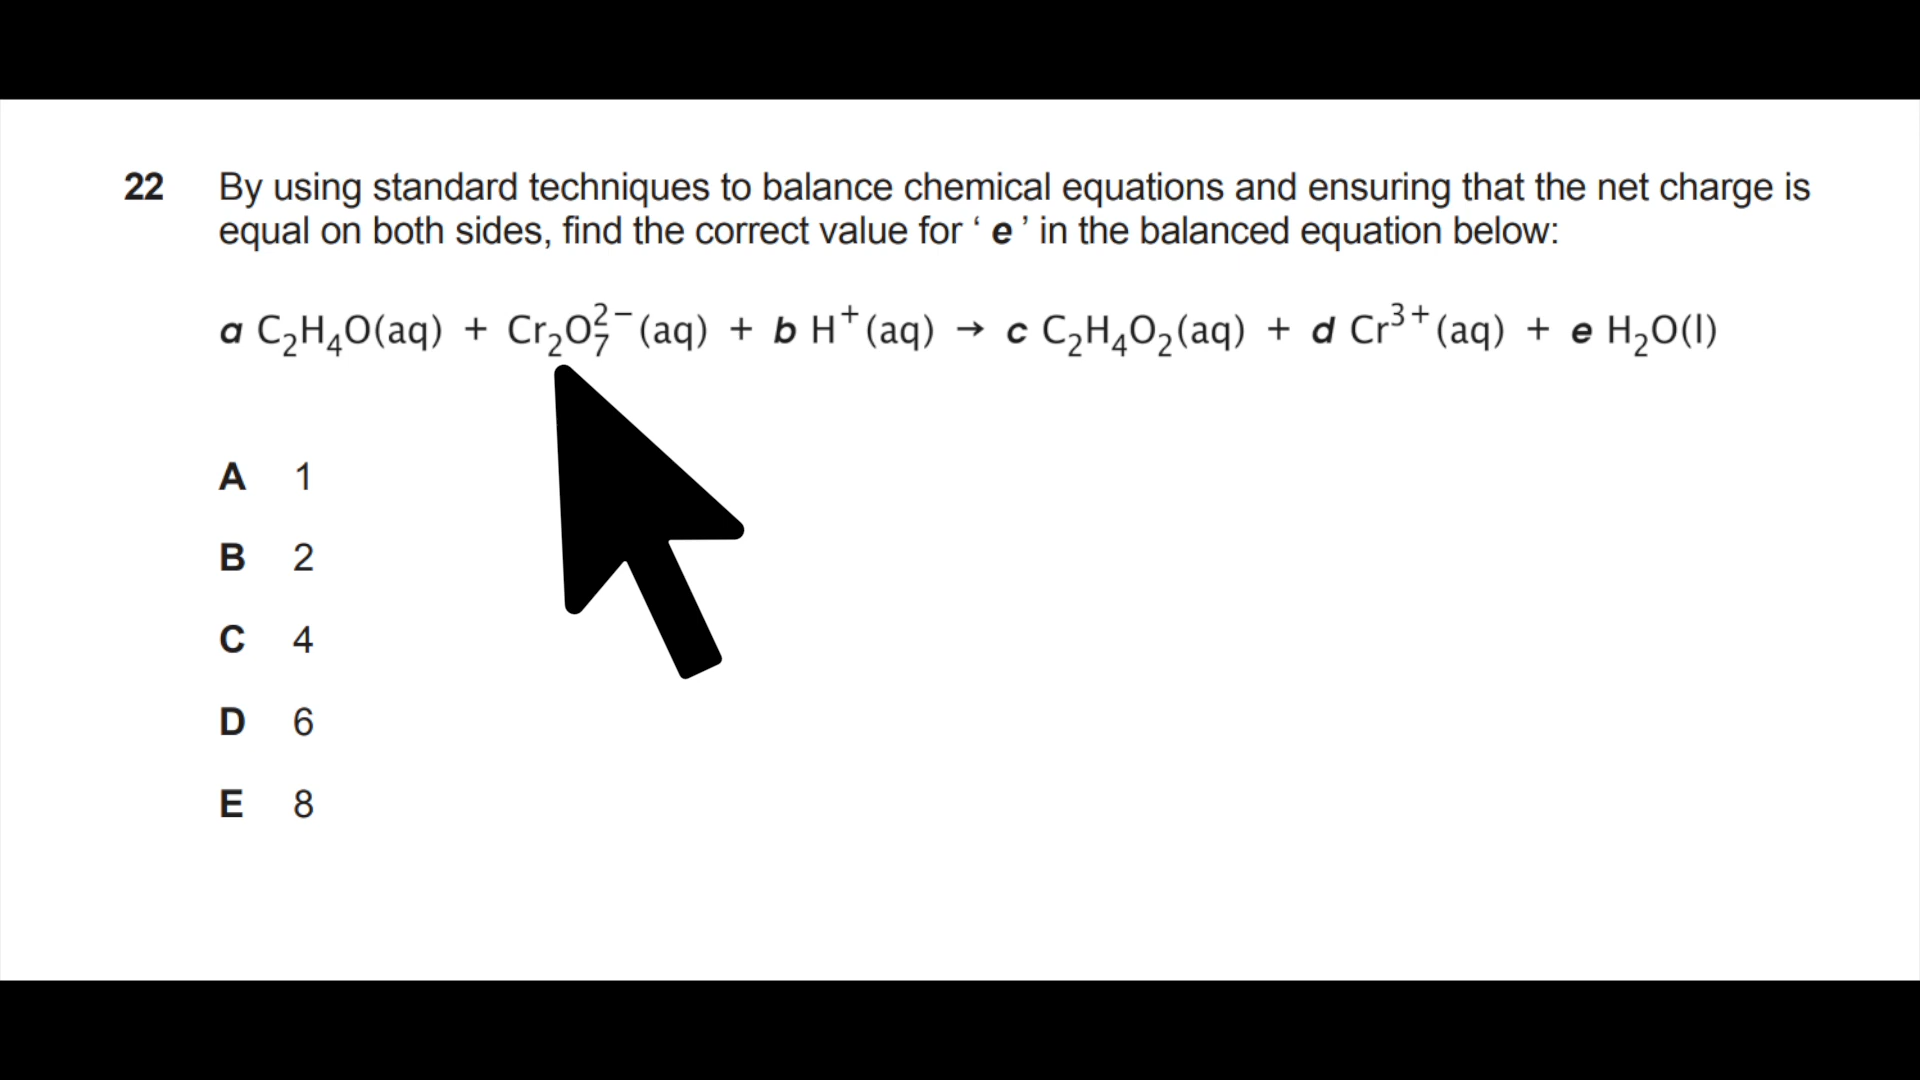 22 By using standard techniques to balance chemical equations and ensuring that the net charge is
equal on both sides, find the correct value for ‘ e ’ in the balanced equation below:
a C₂H₄O(aq) + Cr₂O₇²⁻(aq) + b H⁺(aq) → c C₂H₄O₂(aq) + d Cr³⁺(aq) + e H₂O(l)
A 1
B 2
C 4
D 6
E 8